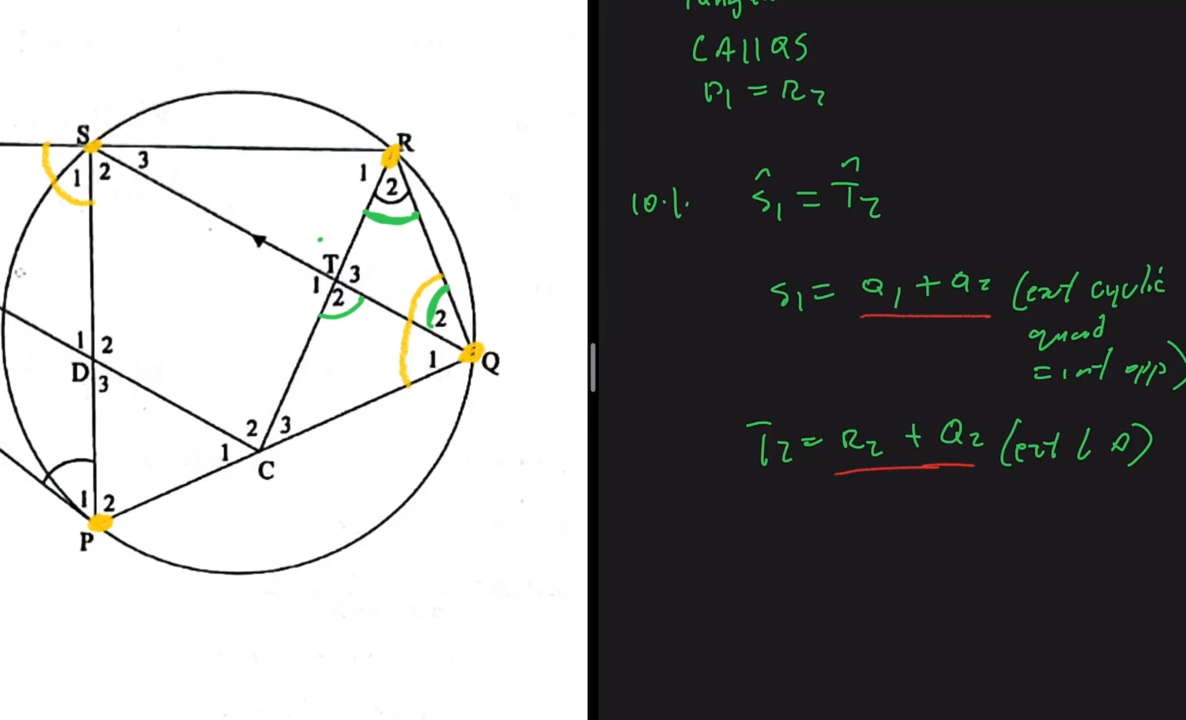 CA||QS
P₁ = R₂
10.1. Ŝ₁ = T̂₂
S₁ = Q₁ + Q₂ (ext cyclic
quad
= int opp)
T₂ = R₂ + Q₂ (ext ∠ Δ)
S
R
1 2 3
1 2
T 3
1 2
2
1 Q
1 2
D 3
2 3
1 C
1 2
P